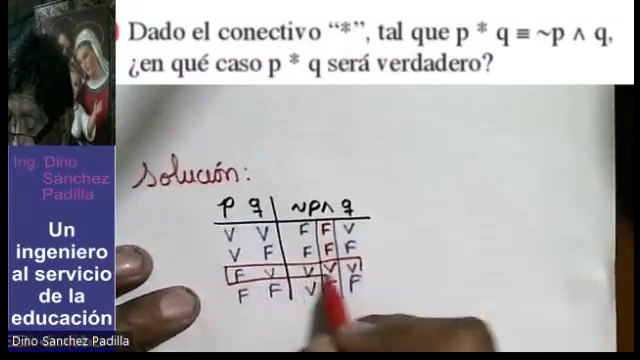 Dado el conectivo “*”, tal que p * q ≡ ~p ∧ q,
¿en qué caso p * q será verdadero?
Ing. Dino
Sánchez
Padilla
Un
ingeniero
al servicio
de la
educación
Dino Sanchez Padilla
Solución:
p q ~p ∧ q
V V F F V
V F F F F
F V V V V
F F V F